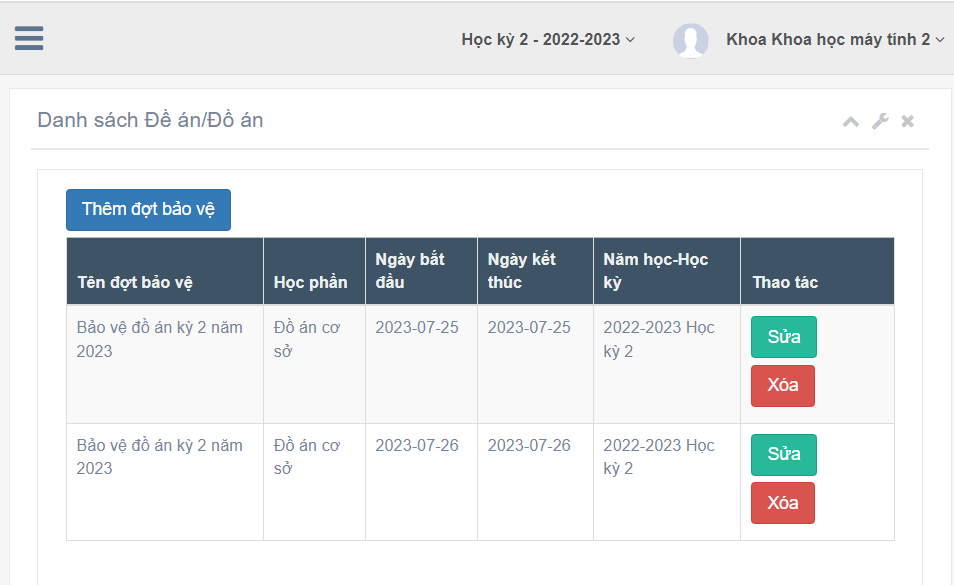 Học kỳ 2 - 2022-2023
Khoa Khoa học máy tính 2
Danh sách Đề án/Đồ án
Thêm đợt bảo vệ
Tên đợt bảo vệ
Học phần
Ngày bắt
đầu
Ngày kết
thúc
Năm học-Học
kỳ
Thao tác
Bảo vệ đồ án kỳ 2 năm
2023
Đồ án cơ
sở
2023-07-25
2023-07-25
2022-2023 Học
kỳ 2
Sửa
Xóa
Bảo vệ đồ án kỳ 2 năm
2023
Đồ án cơ
sở
2023-07-26
2023-07-26
2022-2023 Học
kỳ 2
Sửa
Xóa